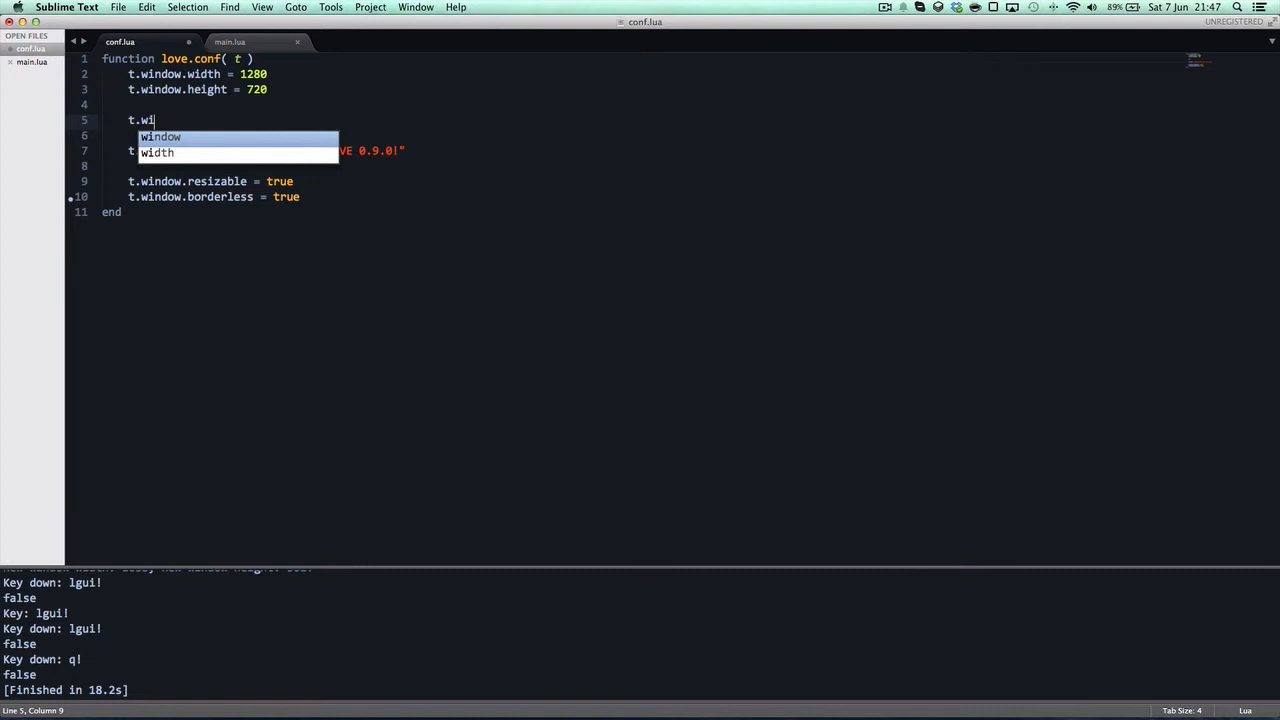 Sublime Text File Edit Selection Find View Goto Tools Project Window Help 89% Sat 7 Jun 21:47
conf.lua UNREGISTERED
OPEN FILES
conf.lua
main.lua
conf.lua main.lua
1 function love.conf( t )
2 t.window.width = 1280
3 t.window.height = 720
4
5 t.wi
window
width
6
7 t. VE 0.9.0!"
8
9 t.window.resizable = true
10 t.window.borderless = true
11 end
Key down: lgui!
false
Key: lgui!
Key down: lgui!
false
Key down: q!
false
[Finished in 18.2s]
Line 5, Column 9 Tab Size: 4 Lua